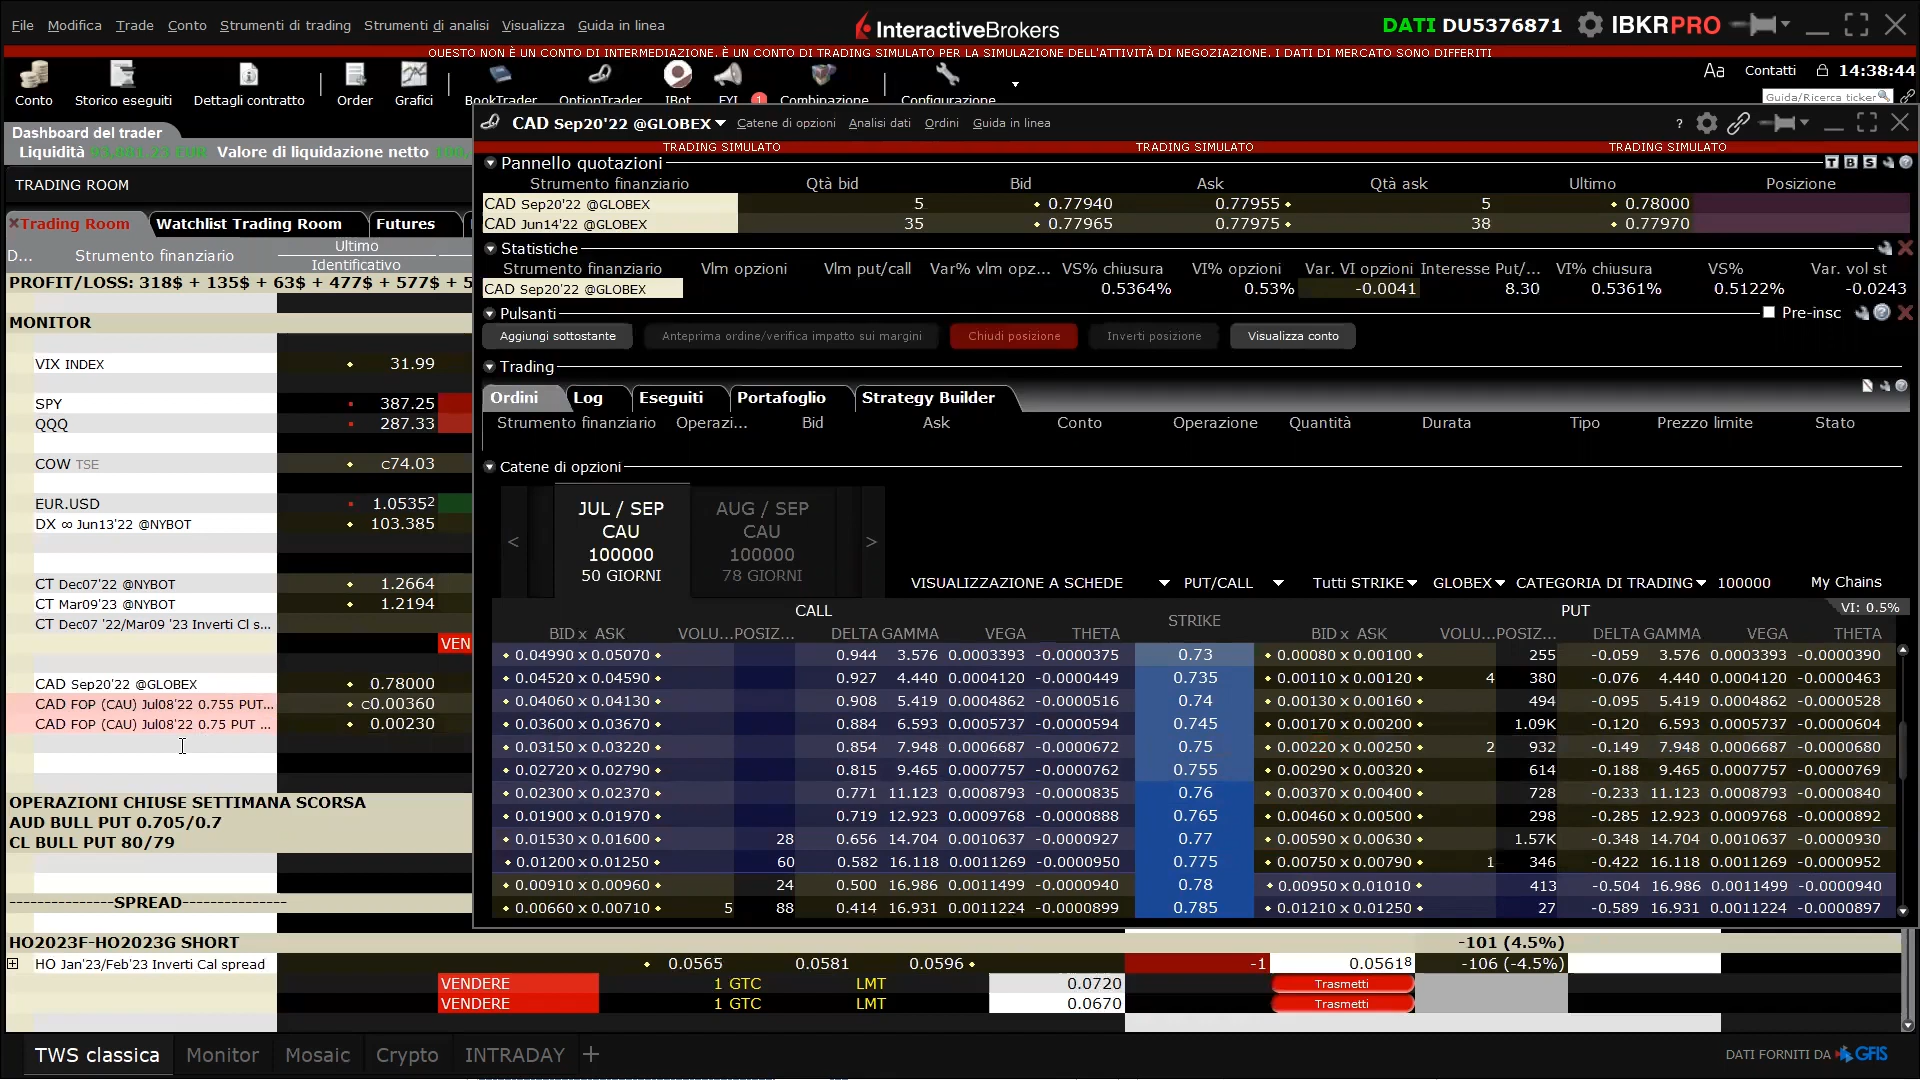 File Modifica Trade Conto Strumenti di trading Strumenti di analisi Visualizza Guida in linea
InteractiveBrokers
DATI DU5376871 IBKRPRO
QUESTO NON È UN CONTO DI INTERMEDIAZIONE. È UN CONTO DI TRADING SIMULATO PER LA SIMULAZIONE DELL'ATTIVITÀ DI NEGOZIAZIONE. I DATI DI MERCATO SONO DIFFERITI
Aa Contatti 14:38:44
Conto Storico eseguiti Dettagli contratto Order Grafici BookTrader OptionTrader IBot FYI 1 Combinazione Configurazione
Guida/Ricerca ticker
Dashboard del trader
Liquidità Valore di liquidazione netto
TRADING ROOM
Trading Room Watchlist Trading Room Futures
D... Strumento finanziario Ultimo
Identificativo
PROFIT/LOSS: 318$ + 135$ + 63$ + 477$ + 577$ + 5
MONITOR
VIX INDEX 31.99
SPY 387.25
QQQ 287.33
COW TSE c74.03
EUR.USD 1.05352
DX ∞ Jun13'22 @NYBOT 103.385
CT Dec07'22 @NYBOT 1.2664
CT Mar09'23 @NYBOT 1.2194
CT Dec07 '22/Mar09 '23 Inverti Cl s...
VEN
CAD Sep20'22 @GLOBEX 0.78000
CAD FOP (CAU) Jul08'22 0.755 PUT... c0.00360
CAD FOP (CAU) Jul08'22 0.75 PUT ... 0.00230
OPERAZIONI CHIUSE SETTIMANA SCORSA
AUD BULL PUT 0.705/0.7
CL BULL PUT 80/79
--------------SPREAD--------------
CAD Sep20'22 @GLOBEX Catene di opzioni Analisi dati Ordini Guida in linea ?
TRADING SIMULATO TRADING SIMULATO TRADING SIMULATO
Pannello quotazioni T B S
Strumento finanziario Qtà bid Bid Ask Qtà ask Ultimo Posizione
CAD Sep20'22 @GLOBEX 5 0.77940 0.77955 5 0.78000
CAD Jun14'22 @GLOBEX 35 0.77965 0.77975 38 0.77970
Statistiche
Strumento finanziario Vlm opzioni Vlm put/call Var% vlm opz... VS% chiusura VI% opzioni Var. VI opzioni Interesse Put/... VI% chiusura VS% Var. vol st
CAD Sep20'22 @GLOBEX 0.5364% 0.53% -0.0041 8.30 0.5361% 0.5122% -0.0243
Pulsanti Pre-insc
Aggiungi sottostante Anteprima ordine/verifica impatto sui margini Chiudi posizione Inverti posizione Visualizza conto
Trading
Ordini Log Eseguiti Portafoglio Strategy Builder
Strumento finanziario Operazi... Bid Ask Conto Operazione Quantità Durata Tipo Prezzo limite Stato
Catene di opzioni
JUL / SEP AUG / SEP
CAU CAU
< 100000 100000 >
50 GIORNI 78 GIORNI
VISUALIZZAZIONE A SCHEDE PUT/CALL Tutti STRIKE GLOBEX CATEGORIA DI TRADING 100000 My Chains
CALL PUT VI: 0.5%
BID x ASK VOLU... POSIZ... DELTA GAMMA VEGA THETA STRIKE BID x ASK VOLU... POSIZ... DELTA GAMMA VEGA THETA
0.04990 x 0.05070 0.944 3.576 0.0003393 -0.0000375 0.73 0.00080 x 0.00100 255 -0.059 3.576 0.0003393 -0.0000390
0.04520 x 0.04590 0.927 4.440 0.0004120 -0.0000449 0.735 0.00110 x 0.00120 4 380 -0.076 4.440 0.0004120 -0.0000463
0.04060 x 0.04130 0.908 5.419 0.0004862 -0.0000516 0.74 0.00130 x 0.00160 494 -0.095 5.419 0.0004862 -0.0000528
0.03600 x 0.03670 0.884 6.593 0.0005737 -0.0000594 0.745 0.00170 x 0.00200 1.09K -0.120 6.593 0.0005737 -0.0000604
0.03150 x 0.03220 0.854 7.948 0.0006687 -0.0000672 0.75 0.00220 x 0.00250 2 932 -0.149 7.948 0.0006687 -0.0000680
0.02720 x 0.02790 0.815 9.465 0.0007757 -0.0000762 0.755 0.00290 x 0.00320 614 -0.188 9.465 0.0007757 -0.0000769
0.02300 x 0.02370 0.771 11.123 0.0008793 -0.0000835 0.76 0.00370 x 0.00400 728 -0.233 11.123 0.0008793 -0.0000840
0.01900 x 0.01970 0.719 12.923 0.0009768 -0.0000888 0.765 0.00460 x 0.00500 298 -0.285 12.923 0.0009768 -0.0000892
0.01530 x 0.01600 28 0.656 14.704 0.0010637 -0.0000927 0.77 0.00590 x 0.00630 1.57K -0.348 14.704 0.0010637 -0.0000930
0.01200 x 0.01250 60 0.582 16.118 0.0011269 -0.0000950 0.775 0.00750 x 0.00790 1 346 -0.422 16.118 0.0011269 -0.0000952
0.00910 x 0.00960 24 0.500 16.986 0.0011499 -0.0000940 0.78 0.00950 x 0.01010 413 -0.504 16.986 0.0011499 -0.0000940
0.00660 x 0.00710 5 88 0.414 16.931 0.0011224 -0.0000899 0.785 0.01210 x 0.01250 27 -0.589 16.931 0.0011224 -0.0000897
HO2023F-HO2023G SHORT -101 (4.5%)
HO Jan'23/Feb'23 Inverti Cal spread 0.0565 0.0581 0.0596 -1 0.05618 -106 (-4.5%)
VENDERE 1 GTC LMT 0.0720 Trasmetti
VENDERE 1 GTC LMT 0.0670 Trasmetti
TWS classica Monitor Mosaic Crypto INTRADAY +
DATI FORNITI DA GFIS